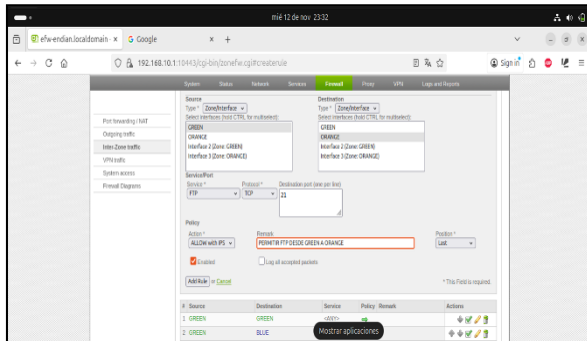 mié 12 de nov 23:32
efw-endian.localdomain - ×
Google ×
192.168.10.1:10443/cgi-bin/zonefw.cgi#createrule
Sign in
System Status Network Services Firewall Proxy VPN Logs and Reports
Port forwarding / NAT
Outgoing traffic
Inter-Zone traffic
VPN traffic
System access
Firewall Diagrams
Source
Type * Zone/Interface
Select interfaces (hold CTRL for multiselect):
GREEN
ORANGE
Interface 2 (Zone: GREEN)
Interface 3 (Zone: ORANGE)
Destination
Type * Zone/Interface
Select interfaces (hold CTRL for multiselect):
GREEN
ORANGE
Interface 2 (Zone: GREEN)
Interface 3 (Zone: ORANGE)
Service/Port
Service * Protocol * Destination port (one per line)
FTP TCP 21
Policy
Action * Remark Position *
ALLOW with IPS PERMITIR FTP DESDE GREEN A ORANGE Last
Enabled Log all accepted packets
Add Rule or Cancel * This Field is required.
# Source Destination Service Policy Remark Actions
1 GREEN GREEN <ANY>
2 GREEN BLUE
Mostrar aplicaciones